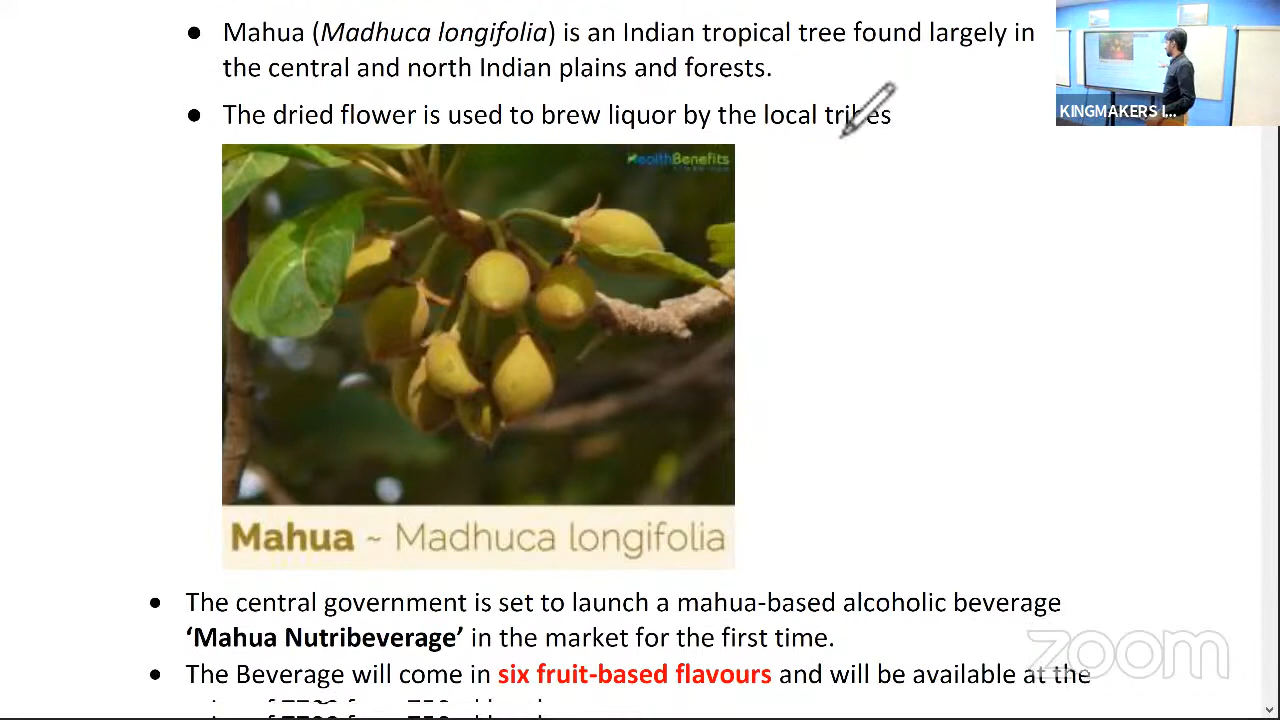 ● Mahua (Madhuca longifolia) is an Indian tropical tree found largely in
the central and north Indian plains and forests.
● The dried flower is used to brew liquor by the local tribes
KINGMAKERS I...
HealthBenefits
Mahua ~ Madhuca longifolia
● The central government is set to launch a mahua-based alcoholic beverage
‘Mahua Nutribeverage’ in the market for the first time.
● The Beverage will come in six fruit-based flavours and will be available at the
zoom